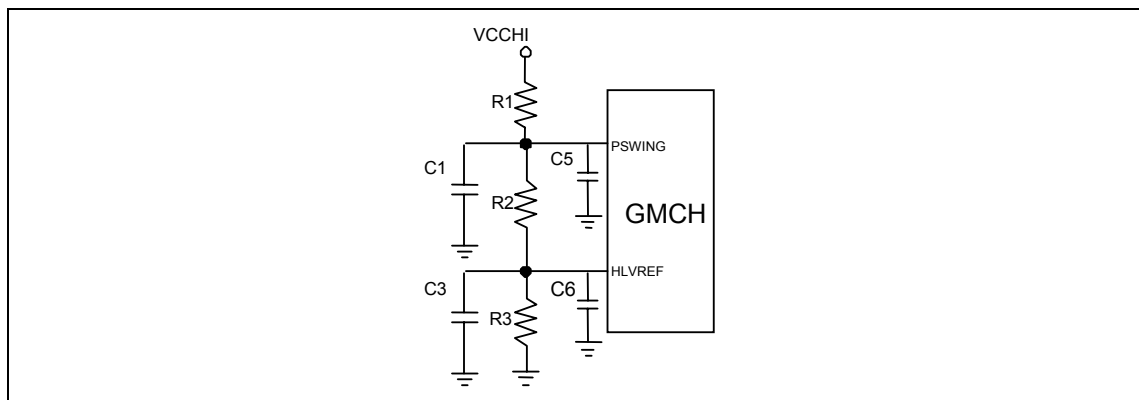 VCCHI
R1
PSWING
C5
C1
R2
GMCH
HLVREF
C3
C6
R3